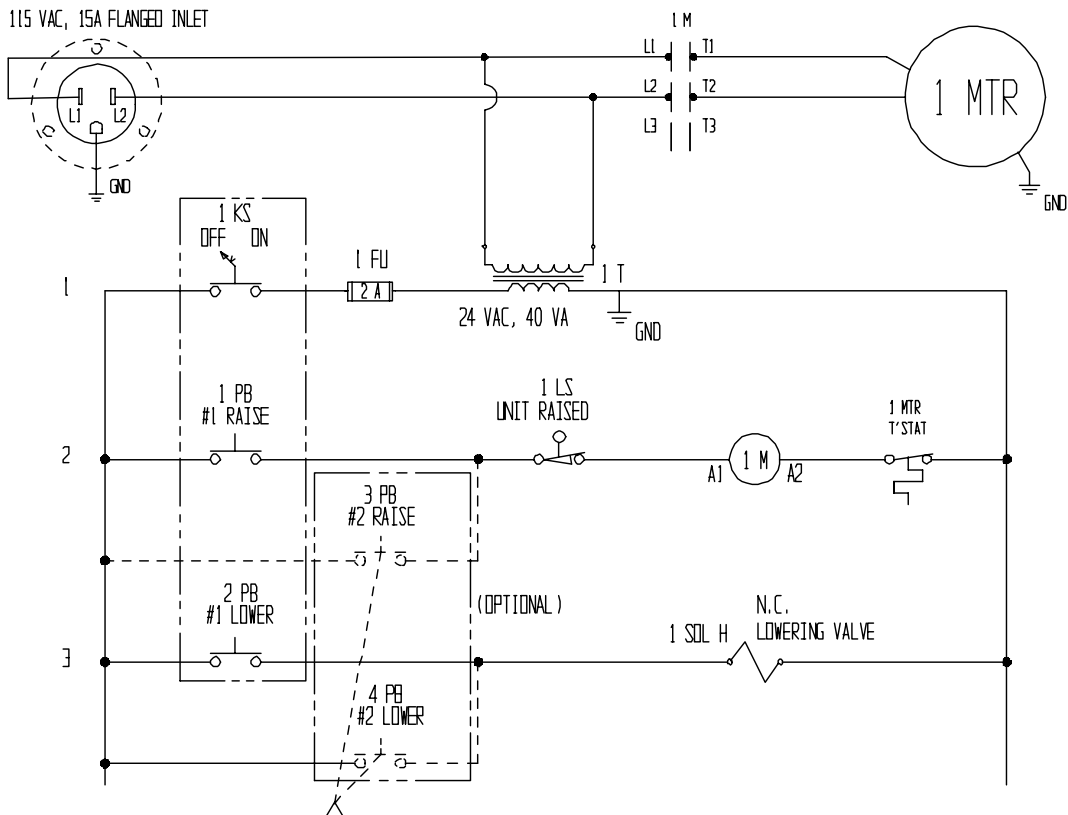 115 VAC, 15A FLANGED INLET
1 M
L1 T1
L2 T2
L3 T3
1 MTR
L1 L2
GND
GND
1 KS
OFF ON
1 FU
2 A
1 T
24 VAC, 40 VA
GND
1
1 PB
#1 RAISE
1 LS
UNIT RAISED
1 MTR
T'STAT
2
A1 1 M A2
3 PB
#2 RAISE
2 PB
#1 LOWER
(OPTIONAL)
N.C.
1 SOL H LOWERING VALVE
3
4 PB
#2 LOWER